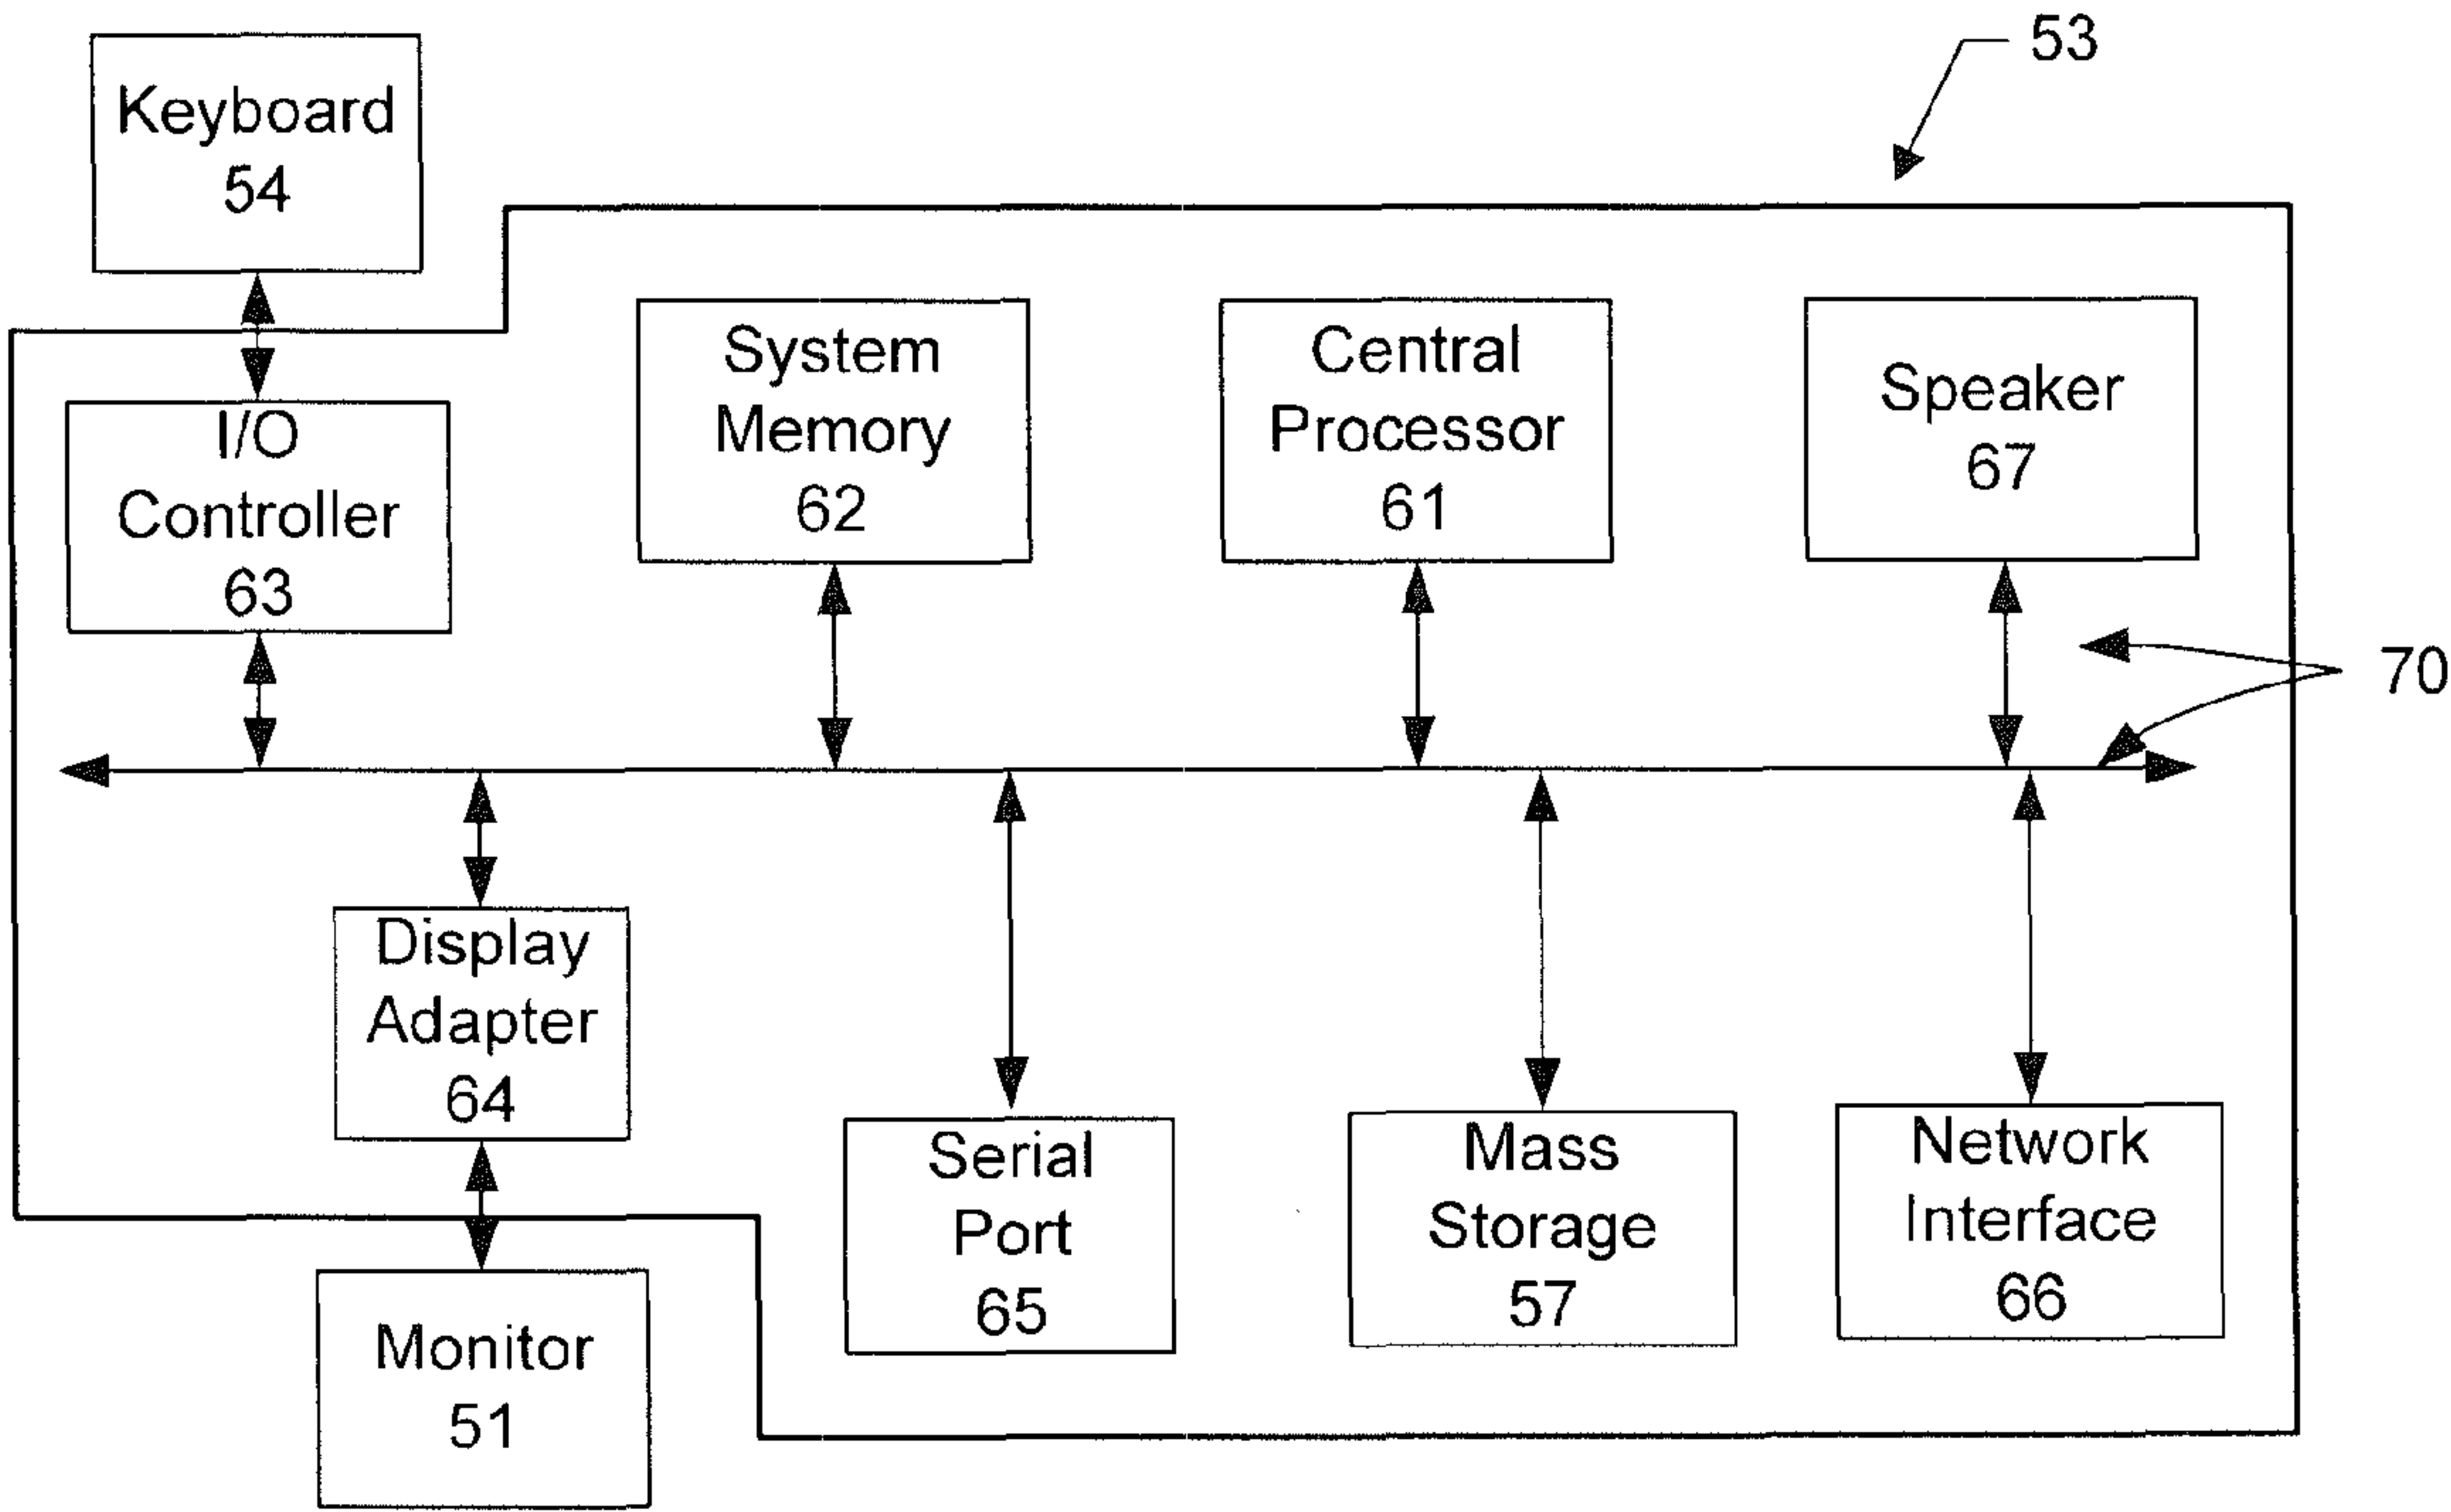 53
Keyboard
54
System
Memory
62
Central
Processor
61
Speaker
67
I/O
Controller
63
70
Display
Adapter
64
Serial
Port
65
Mass
Storage
57
Network
Interface
66
Monitor
51